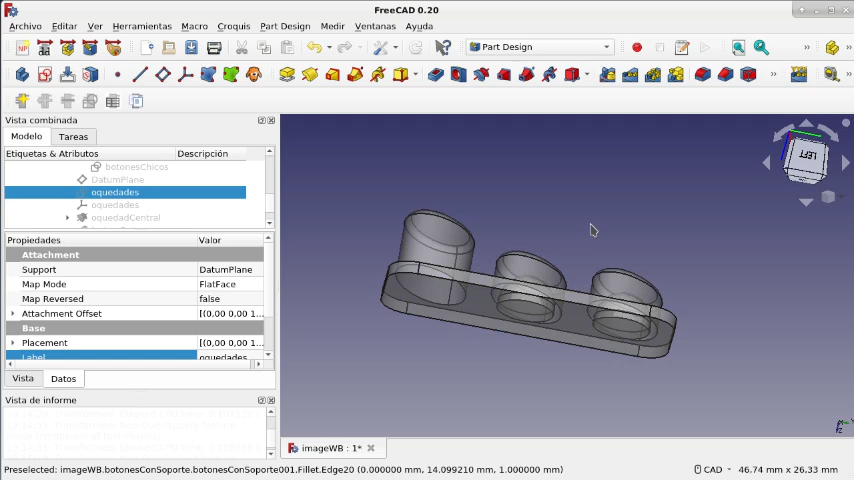 FreeCAD 0.20
Archivo Editar Ver Herramientas Macro Croquis Part Design Medir Ventanas Ayuda
Part Design
Vista combinada
Modelo Tareas
Etiquetas & Atributos Descripción
botonesChicos
DatumPlane
oquedades
oquedades
oquedadCentral
Propiedades Valor
Attachment
Support DatumPlane
Map Mode FlatFace
Map Reversed false
Attachment Offset [(0,00 0,00 1...
Base
Placement [(0,00 0,00 1...
Label oquedades
Vista Datos
Vista de informe
LEFT
imageWB : 1*
Preselected: imageWB.botonesConSoporte.botonesConSoporte001.Fillet.Edge20 (0.000000 mm, 14.099210 mm, 1.000000 mm)
CAD 46,74 mm x 26,33 mm